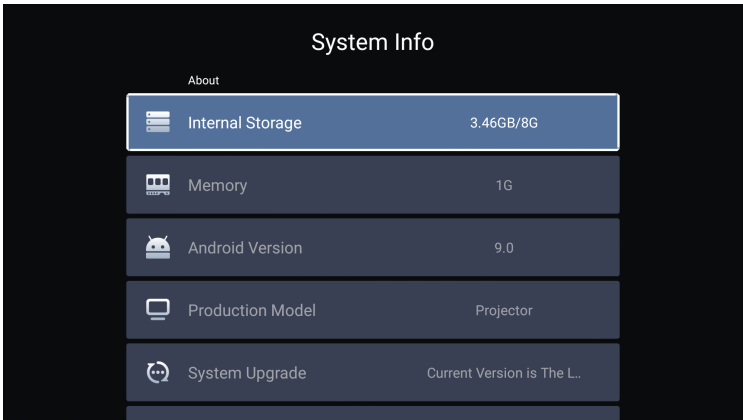 System Info
About
Internal Storage 3.46GB/8G
Memory 1G
Android Version 9.0
Production Model Projector
System Upgrade Current Version is The L..